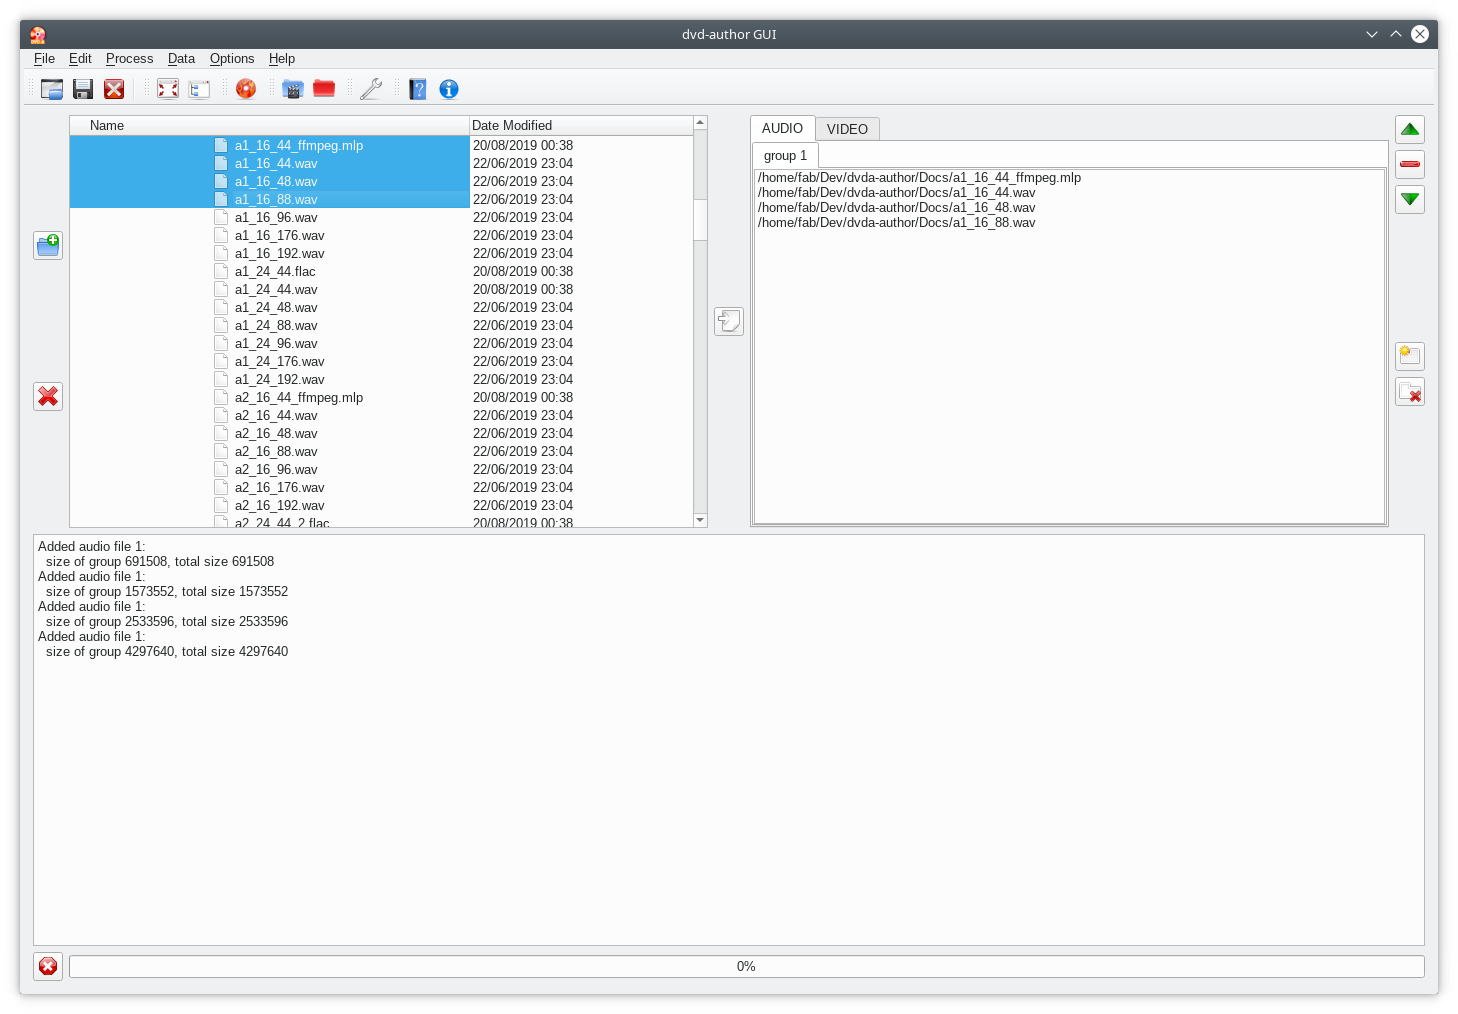 dvd-author GUI
File Edit Process Data Options Help
Name Date Modified
a1_16_44_ffmpeg.mlp 20/08/2019 00:38
a1_16_44.wav 22/06/2019 23:04
a1_16_48.wav 22/06/2019 23:04
a1_16_88.wav 22/06/2019 23:04
a1_16_96.wav 22/06/2019 23:04
a1_16_176.wav 22/06/2019 23:04
a1_16_192.wav 22/06/2019 23:04
a1_24_44.flac 20/08/2019 00:38
a1_24_44.wav 20/08/2019 00:38
a1_24_48.wav 22/06/2019 23:04
a1_24_88.wav 22/06/2019 23:04
a1_24_96.wav 22/06/2019 23:04
a1_24_176.wav 22/06/2019 23:04
a1_24_192.wav 22/06/2019 23:04
a2_16_44_ffmpeg.mlp 20/08/2019 00:38
a2_16_44.wav 22/06/2019 23:04
a2_16_48.wav 22/06/2019 23:04
a2_16_88.wav 22/06/2019 23:04
a2_16_96.wav 22/06/2019 23:04
a2_16_176.wav 22/06/2019 23:04
a2_16_192.wav 22/06/2019 23:04
a2_24_44_2.flac 20/08/2019 00:38
AUDIO VIDEO
group 1
/home/fab/Dev/dvda-author/Docs/a1_16_44_ffmpeg.mlp
/home/fab/Dev/dvda-author/Docs/a1_16_44.wav
/home/fab/Dev/dvda-author/Docs/a1_16_48.wav
/home/fab/Dev/dvda-author/Docs/a1_16_88.wav
Added audio file 1:
size of group 691508, total size 691508
Added audio file 1:
size of group 1573552, total size 1573552
Added audio file 1:
size of group 2533596, total size 2533596
Added audio file 1:
size of group 4297640, total size 4297640
0%